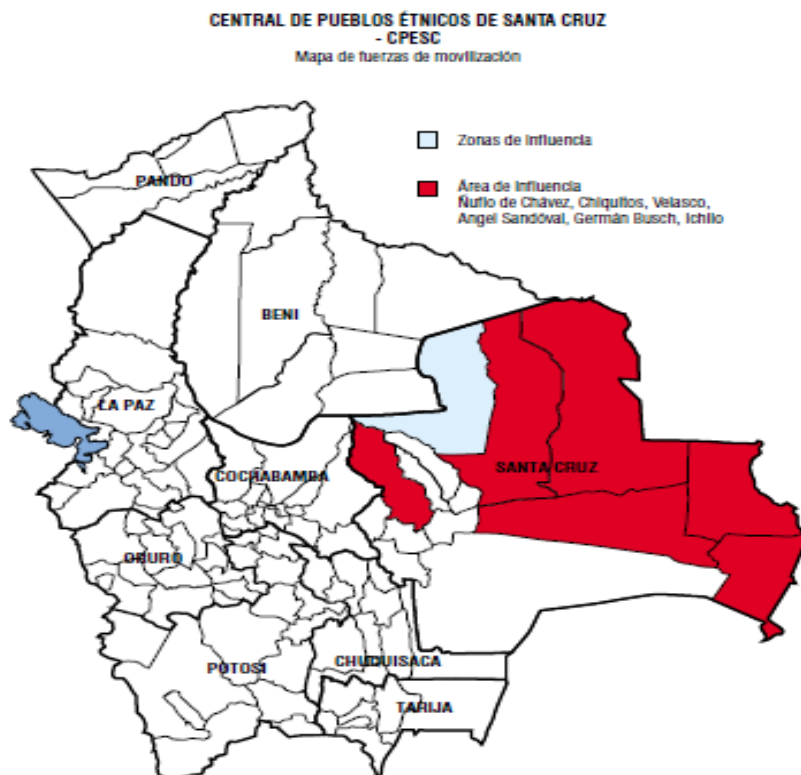 CENTRAL DE PUEBLOS ÉTNICOS DE SANTA CRUZ
- CPESC
Mapa de fuerzas de movilización
Zonas de Influencia
Área de Influencia
Ñuflo de Chávez, Chiquitos, Velasco,
Angel Sandóval, Germán Busch, Ichilo
PANDO
BENI
LA PAZ
COCHABAMBA
SANTA CRUZ
ORURO
POTOSI
CHUQUISACA
TARIJA